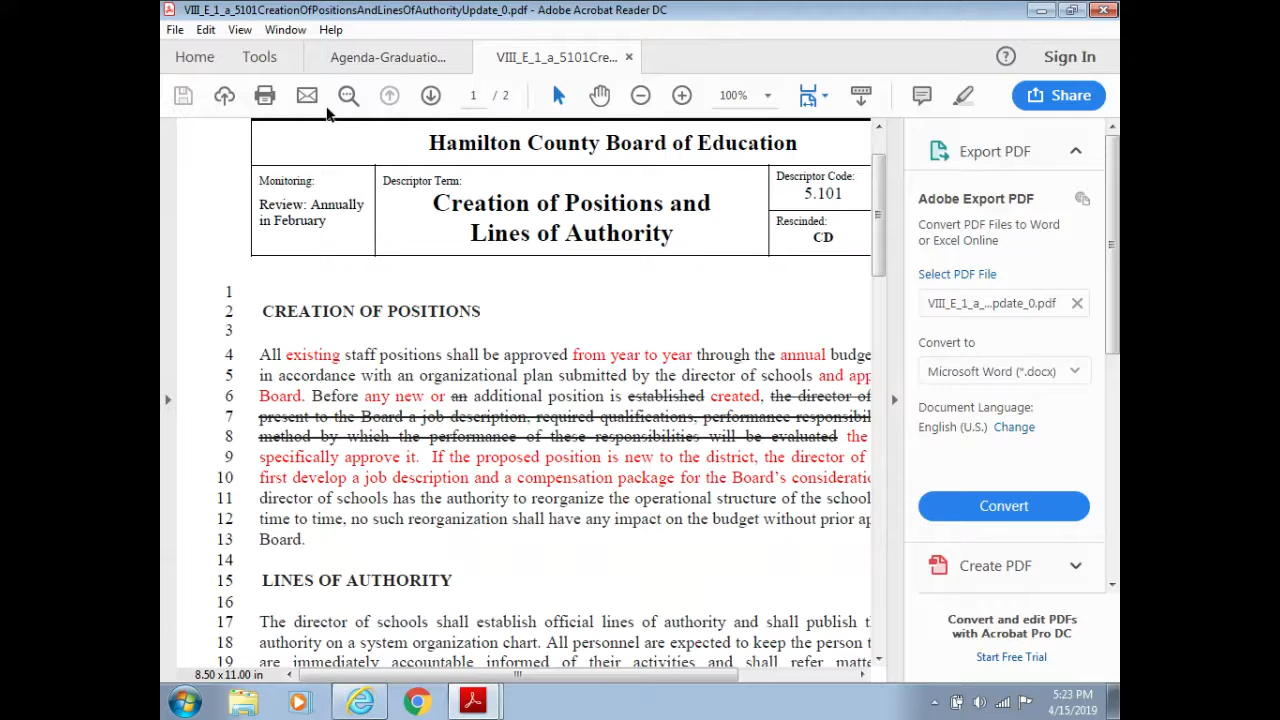 VIII_E_1_a_5101CreationOfPositionsAndLinesOfAuthorityUpdate_0.pdf - Adobe Acrobat Reader DC
File Edit View Window Help
Home Tools Agenda-Graduatio... VIII_E_1_a_5101Cre... × Sign In
1 / 2 100% Share
Hamilton County Board of Education
Monitoring:
Review: Annually
in February
Descriptor Term:
Creation of Positions and
Lines of Authority
Descriptor Code:
5.101
Rescinded:
CD
1
2 CREATION OF POSITIONS
3
4 All existing staff positions shall be approved from year to year through the annual budge
5 in accordance with an organizational plan submitted by the director of schools and app
6 Board. Before any new or an additional position is established created, the director of
7 present to the Board a job description, required qualifications, performance responsibil
8 method by which the performance of these responsibilities will be evaluated the
9 specifically approve it. If the proposed position is new to the district, the director of
10 first develop a job description and a compensation package for the Board's consideratio
11 director of schools has the authority to reorganize the operational structure of the school
12 time to time, no such reorganization shall have any impact on the budget without prior ap
13 Board.
14
15 LINES OF AUTHORITY
16
17 The director of schools shall establish official lines of authority and shall publish t
18 authority on a system organization chart. All personnel are expected to keep the person t
19 are immediately accountable informed of their activities and shall refer matte
8.50 x 11.00 in
Export PDF
Adobe Export PDF
Convert PDF Files to Word
or Excel Online
Select PDF File
VIII_E_1_a_...pdate_0.pdf ×
Convert to
Microsoft Word (*.docx)
Document Language:
English (U.S.) Change
Convert
Create PDF
Convert and edit PDFs
with Acrobat Pro DC
Start Free Trial
5:23 PM
4/15/2019